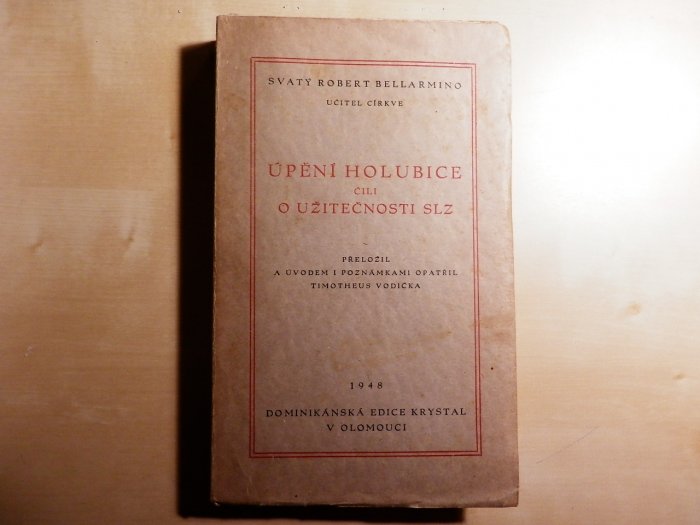 SVATÝ ROBERT BELLARMINO
UČITEL CÍRKVE
ÚPĚNÍ HOLUBICE
ČILI
O UŽITEČNOSTI SLZ
~
PŘELOŽIL
A ÚVODEM I POZNÁMKAMI OPATŘIL
TIMOTHEUS VODIČKA
1948
DOMINIKÁNSKÁ EDICE KRYSTAL
V OLOMOUCI